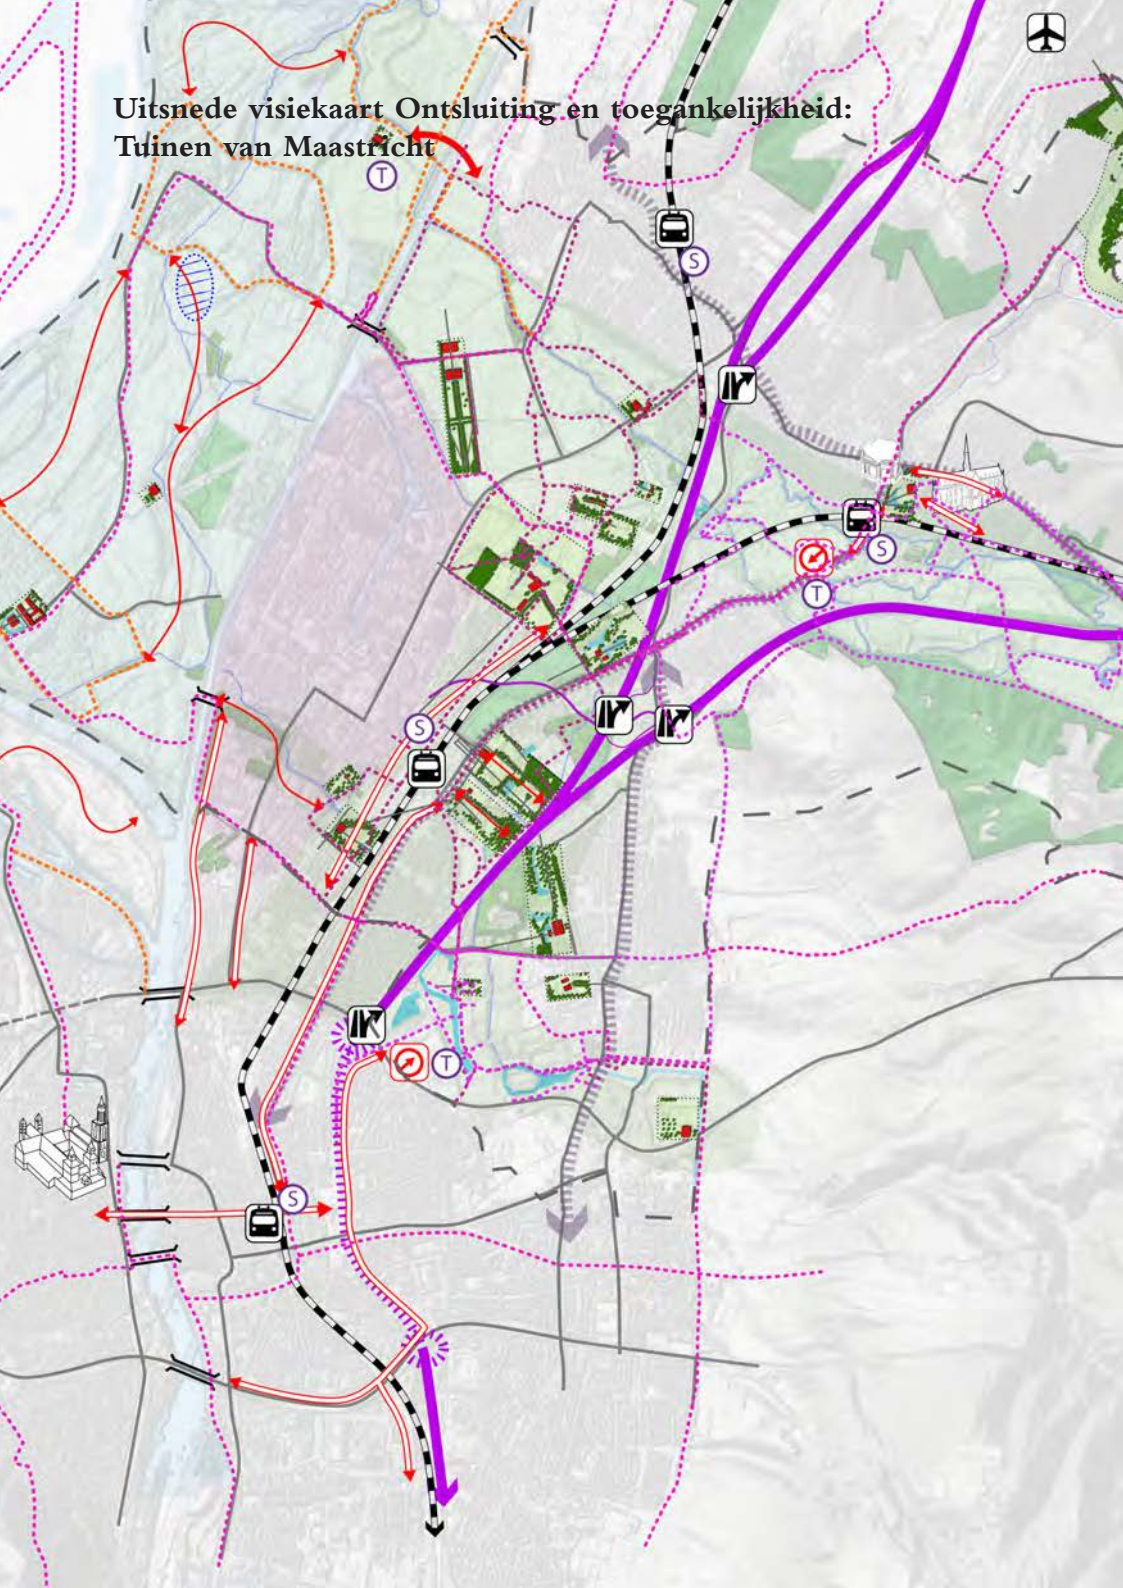 Uitsnede visiekaart Ontsluiting en toegankelijkheid:
Tuinen van Maastricht
T
S
S
T
S
T
S